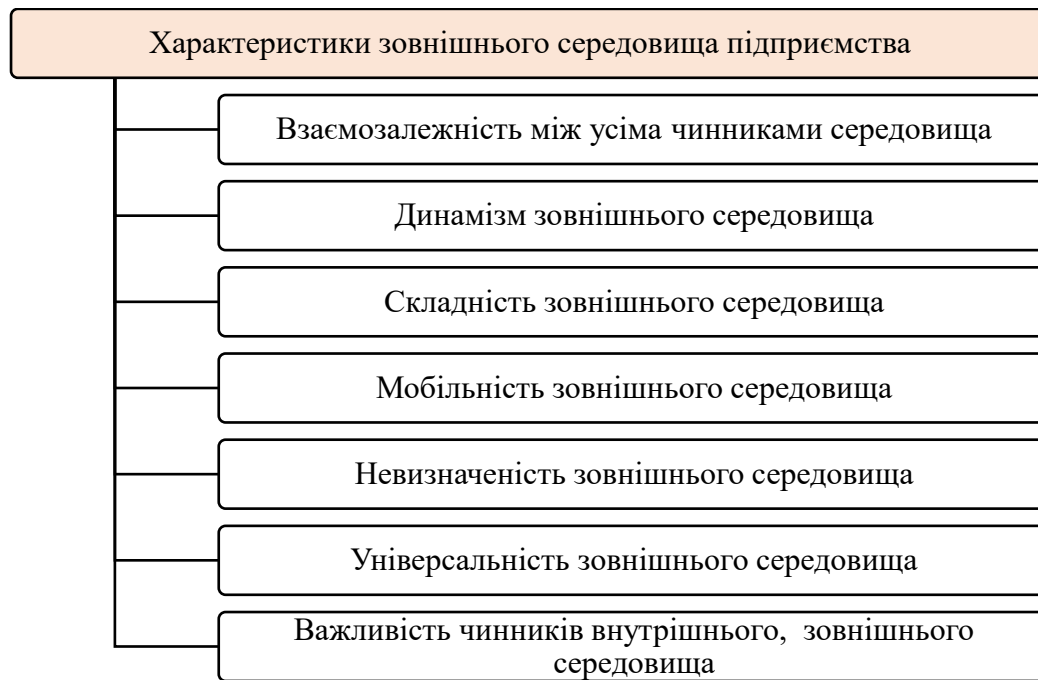 Характеристики зовнішнього середовища підприємства
Взаємозалежність між усіма чинниками середовища
Динамізм зовнішнього середовища
Складність зовнішнього середовища
Мобільність зовнішнього середовища
Невизначеність зовнішнього середовища
Універсальність зовнішнього середовища
Важливість чинників внутрішнього, зовнішнього
середовища